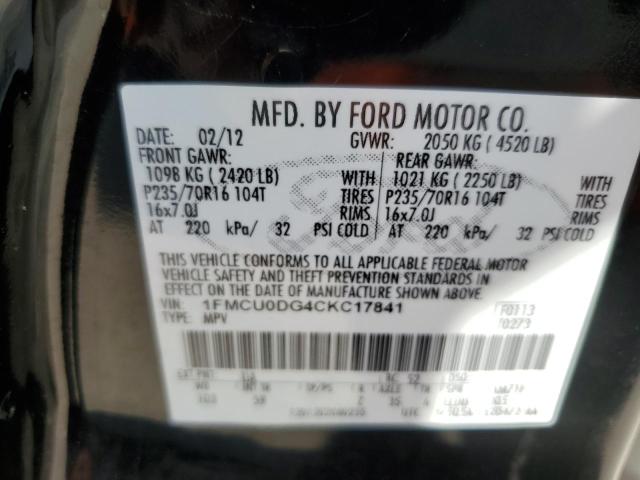 MFD. BY FORD MOTOR CO.
DATE: 02/12 GVWR: 2050 KG ( 4520 LB)
FRONT GAWR: REAR GAWR:
1098 KG ( 2420 LB) WITH 1021 KG ( 2250 LB) WITH
P235/70R16 104T TIRES P235/70R16 104T TIRES
16x7.0J RIMS 16x7.0J RIMS
AT 220 kPa/ 32 PSI COLD AT 220 kPa/ 32 PSI COLD
THIS VEHICLE CONFORMS TO ALL APPLICABLE FEDERAL MOTOR
VEHICLE SAFETY AND THEFT PREVENTION STANDARDS IN
EFFECT ON THE DATE OF MANUFACTURE SHOWN ABOVE.
VIN: 1FMCU0DG4CKC17841 F0113
TYPE: MPV T0273
EXT PNT: